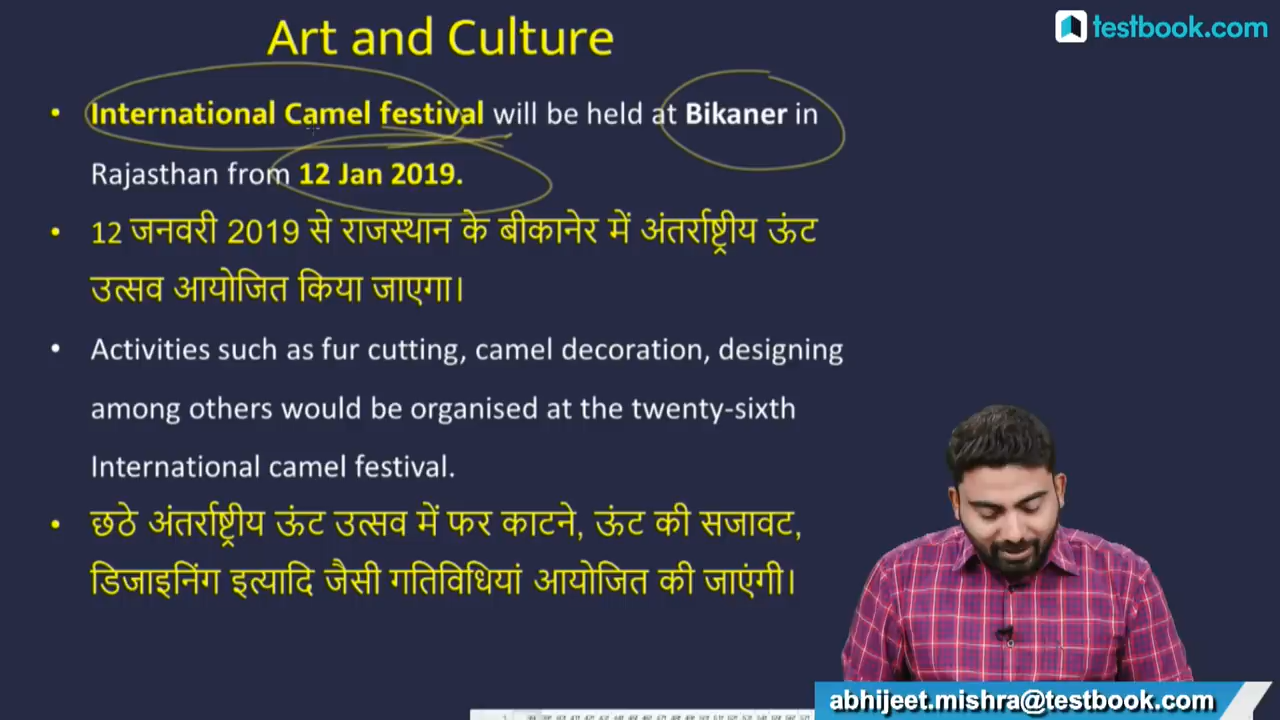 Art and Culture
testbook.com
• International Camel festival will be held at Bikaner in
Rajasthan from 12 Jan 2019.
• 12 जनवरी 2019 से राजस्थान के बीकानेर में अंतर्राष्ट्रीय ऊंट
उत्सव आयोजित किया जाएगा।
• Activities such as fur cutting, camel decoration, designing
among others would be organised at the twenty-sixth
International camel festival.
• छठे अंतर्राष्ट्रीय ऊंट उत्सव में फर काटने, ऊंट की सजावट,
डिजाइनिंग इत्यादि जैसी गतिविधियां आयोजित की जाएंगी।
abhijeet.mishra@testbook.com